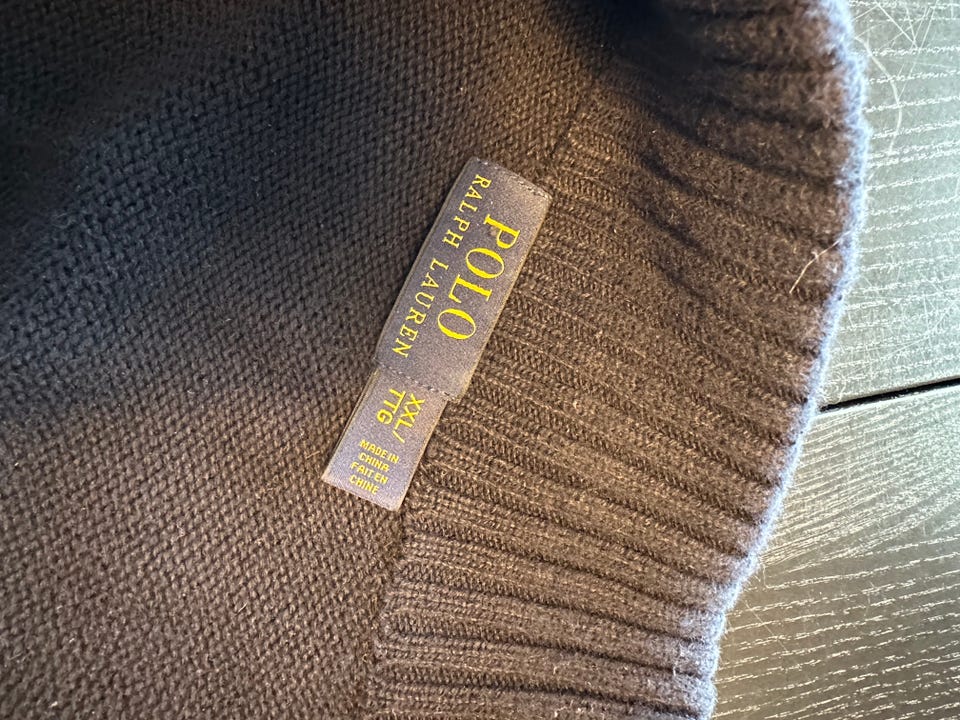 POLO
RALPH LAUREN
XXL/
TTG
MADE IN
CHINA
FAIT EN
CHINE